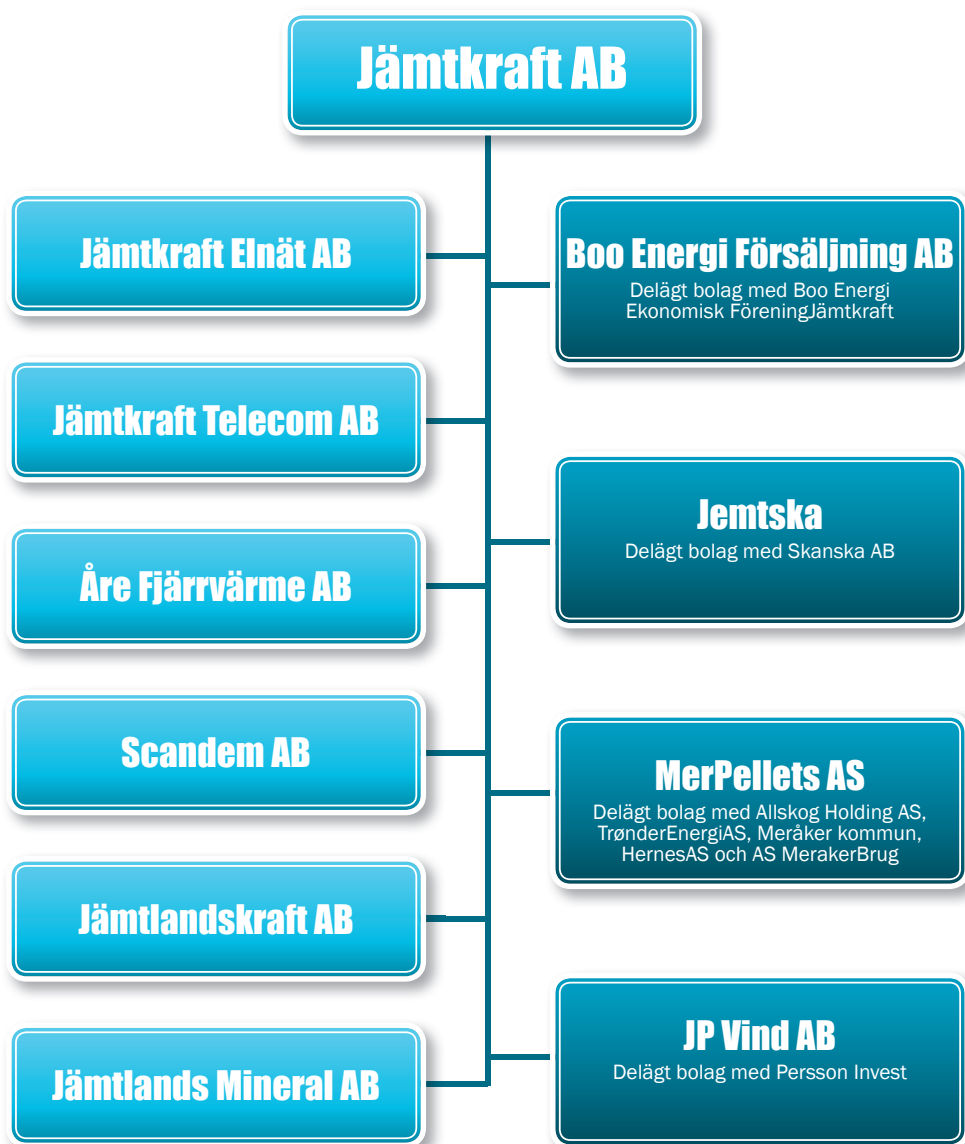 Jämtkraft AB
Jämtkraft Elnät AB
Jämtkraft Telecom AB
Åre Fjärrvärme AB
Scandem AB
Jämtlandskraft AB
Jämtlands Mineral AB
Boo Energi Försäljning AB
Delägt bolag med Boo Energi
Ekonomisk FöreningJämtkraft
Jemtska
Delägt bolag med Skanska AB
MerPellets AS
Delägt bolag med Allskog Holding AS,
TrønderEnergiAS, Meråker kommun,
HernesAS och AS MerakerBrug
JP Vind AB
Delägt bolag med Persson Invest